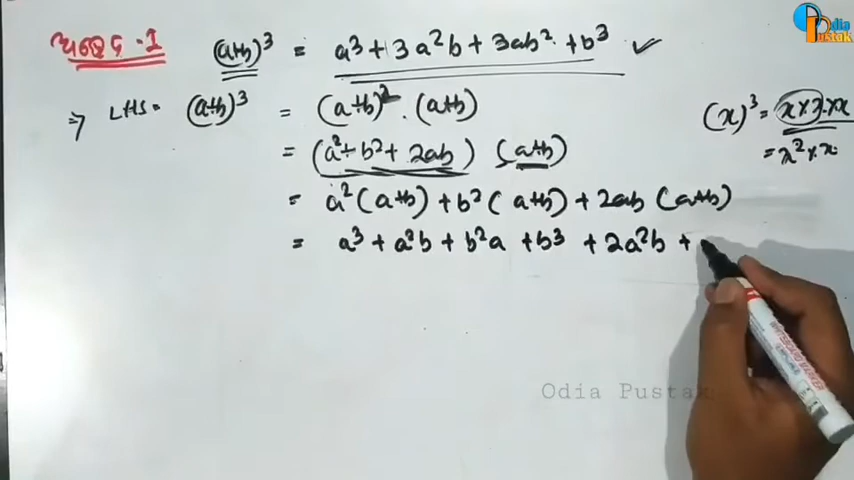 Odia Pustak
ଅଭେଦ - I (a+b)³ = a³ + 3a²b + 3ab² + b³ ✓
⇒ LHS = (a+b)³ = (a+b)² . (a+b)
(x)³ = x×x×x
= (a² + b² + 2ab) (a+b)
= x² × x
= a² (a+b) + b² (a+b) + 2ab (a+b)
= a³ + a²b + b²a + b³ + 2a²b +
Odia Pustak